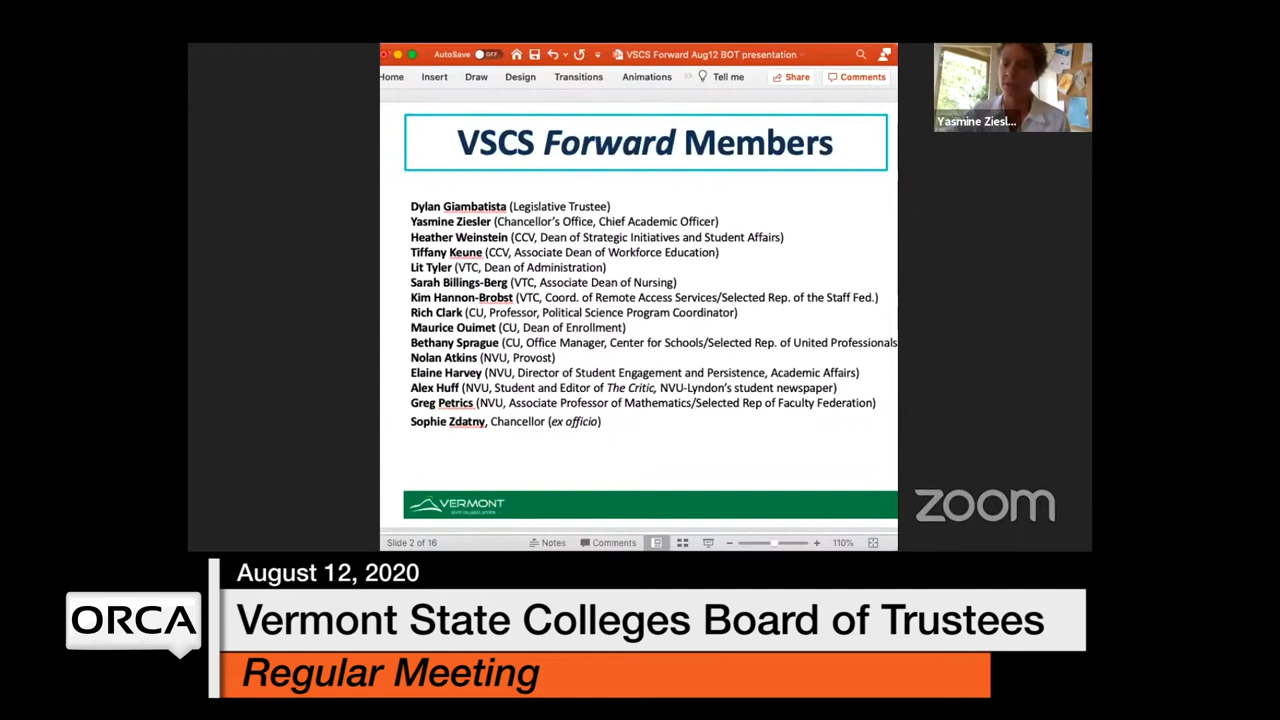 AutoSave OFF
VSCS Forward Aug12 BOT presentation
Home Insert Draw Design Transitions Animations Tell me Share Comments
Yasmine Ziesl...
VSCS Forward Members
Dylan Giambatista (Legislative Trustee)
Yasmine Ziesler (Chancellor's Office, Chief Academic Officer)
Heather Weinstein (CCV, Dean of Strategic Initiatives and Student Affairs)
Tiffany Keune (CCV, Associate Dean of Workforce Education)
Lit Tyler (VTC, Dean of Administration)
Sarah Billings-Berg (VTC, Associate Dean of Nursing)
Kim Hannon-Brobst (VTC, Coord. of Remote Access Services/Selected Rep. of the Staff Fed.)
Rich Clark (CU, Professor, Political Science Program Coordinator)
Maurice Ouimet (CU, Dean of Enrollment)
Bethany Sprague (CU, Office Manager, Center for Schools/Selected Rep. of United Professionals
Nolan Atkins (NVU, Provost)
Elaine Harvey (NVU, Director of Student Engagement and Persistence, Academic Affairs)
Alex Huff (NVU, Student and Editor of The Critic, NVU-Lyndon's student newspaper)
Greg Petrics (NVU, Associate Professor of Mathematics/Selected Rep of Faculty Federation)
Sophie Zdatny, Chancellor (ex officio)
VERMONT
zoom
Slide 2 of 16 Notes Comments 110%
August 12, 2020
ORCA
Vermont State Colleges Board of Trustees
Regular Meeting